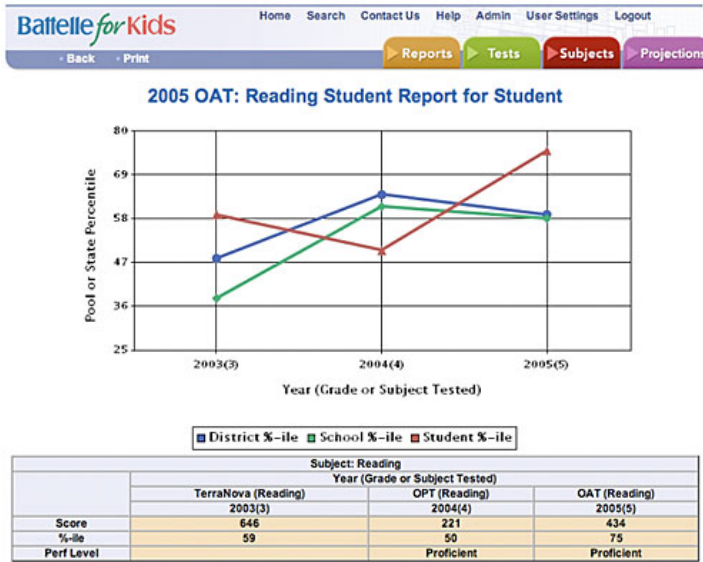 Home Search Contact Us Help Admin User Settings Logout
Battelle for Kids
Back Print
Reports Tests Subjects Projections
2005 OAT: Reading Student Report for Student
80
69
58
47
36
25
Pool or State Percentile
2003(3) 2004(4) 2005(5)
Year (Grade or Subject Tested)
District %-ile School %-ile Student %-ile
Subject: Reading
Year (Grade or Subject Tested)
TerraNova (Reading) OPT (Reading) OAT (Reading)
2003(3) 2004(4) 2005(5)
Score 646 221 434
%-ile 59 50 75
Perf Level Proficient Proficient